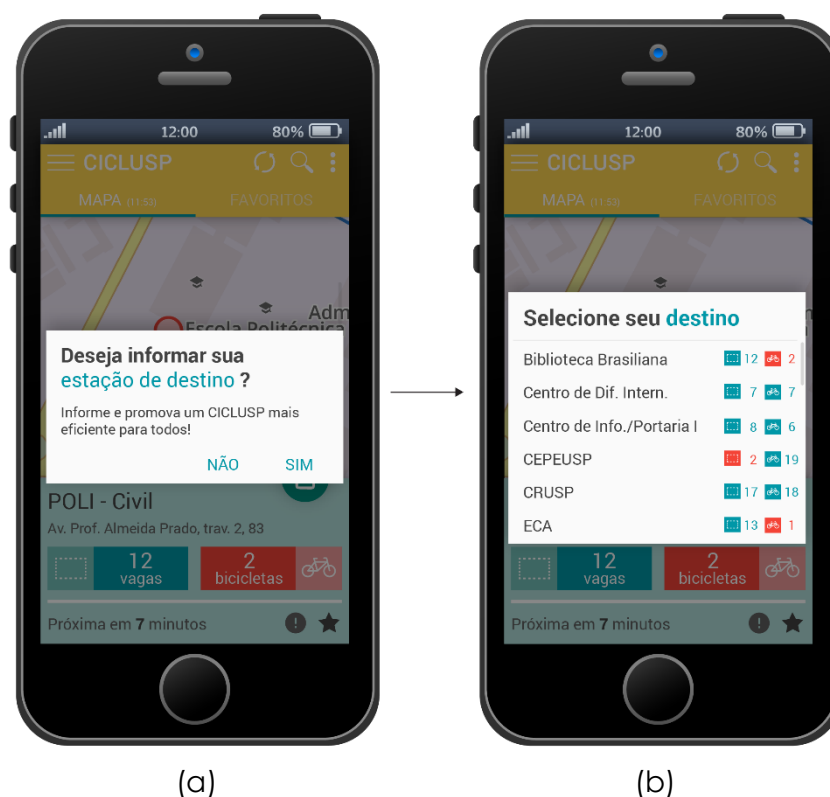 12:00
80%
CICLUSP
MAPA (11:53)
FAVORITOS
Adm
Escola Politécnica
Deseja informar sua
estação de destino ?
Informe e promova um CICLUSP mais
eficiente para todos!
NÃO
SIM
POLI - Civil
Av. Prof. Almeida Prado, trav. 2, 83
12
vagas
2
bicicletas
Próxima em 7 minutos
(a)
12:00
80%
CICLUSP
MAPA (11:53)
FAVORITOS
Selecione seu destino
Biblioteca Brasiliana 12 2
Centro de Dif. Intern. 7 7
Centro de Info./Portaria I 8 6
CEPEUSP 2 19
CRUSP 17 18
ECA 13 1
12
vagas
2
bicicletas
Próxima em 7 minutos
(b)